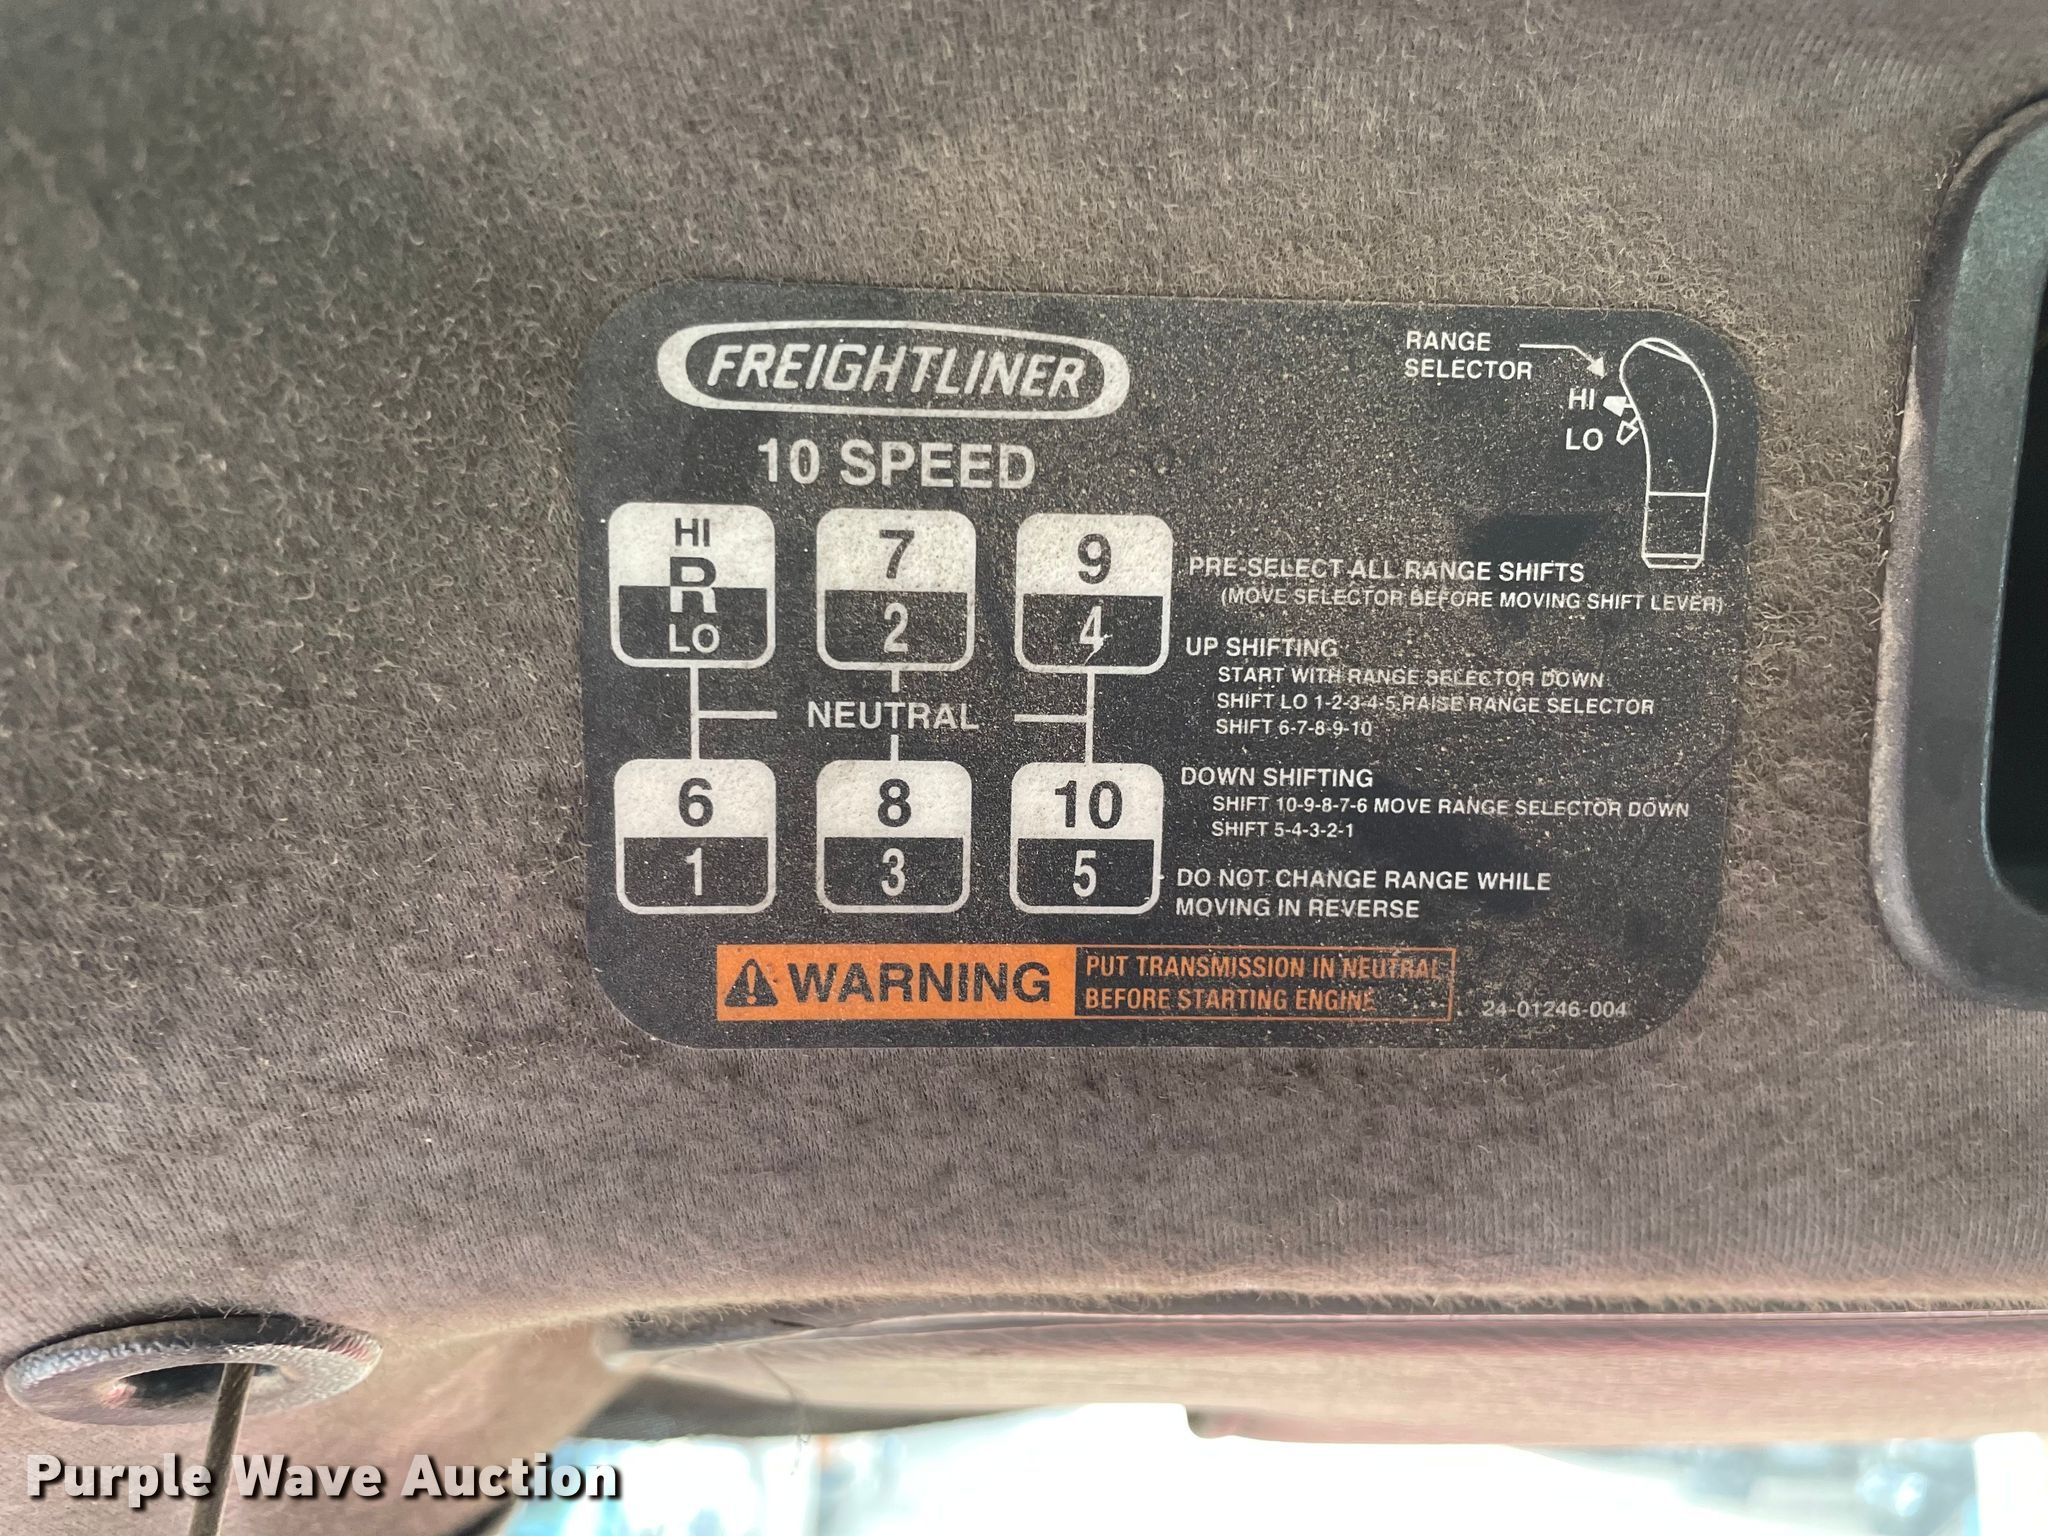 FREIGHTLINER
10 SPEED
RANGE
SELECTOR
HI
LO
HI
R
LO
7
2
9
4
NEUTRAL
6
1
8
3
10
5
PRE-SELECT ALL RANGE SHIFTS
(MOVE SELECTOR BEFORE MOVING SHIFT LEVER)
UP SHIFTING
START WITH RANGE SELECTOR DOWN
SHIFT LO 1-2-3-4-5 RAISE RANGE SELECTOR
SHIFT 6-7-8-9-10
DOWN SHIFTING
SHIFT 10-9-8-7-6 MOVE RANGE SELECTOR DOWN
SHIFT 5-4-3-2-1
DO NOT CHANGE RANGE WHILE
MOVING IN REVERSE
WARNING
PUT TRANSMISSION IN NEUTRAL
BEFORE STARTING ENGINE
24-01246-004
Purple Wave Auction